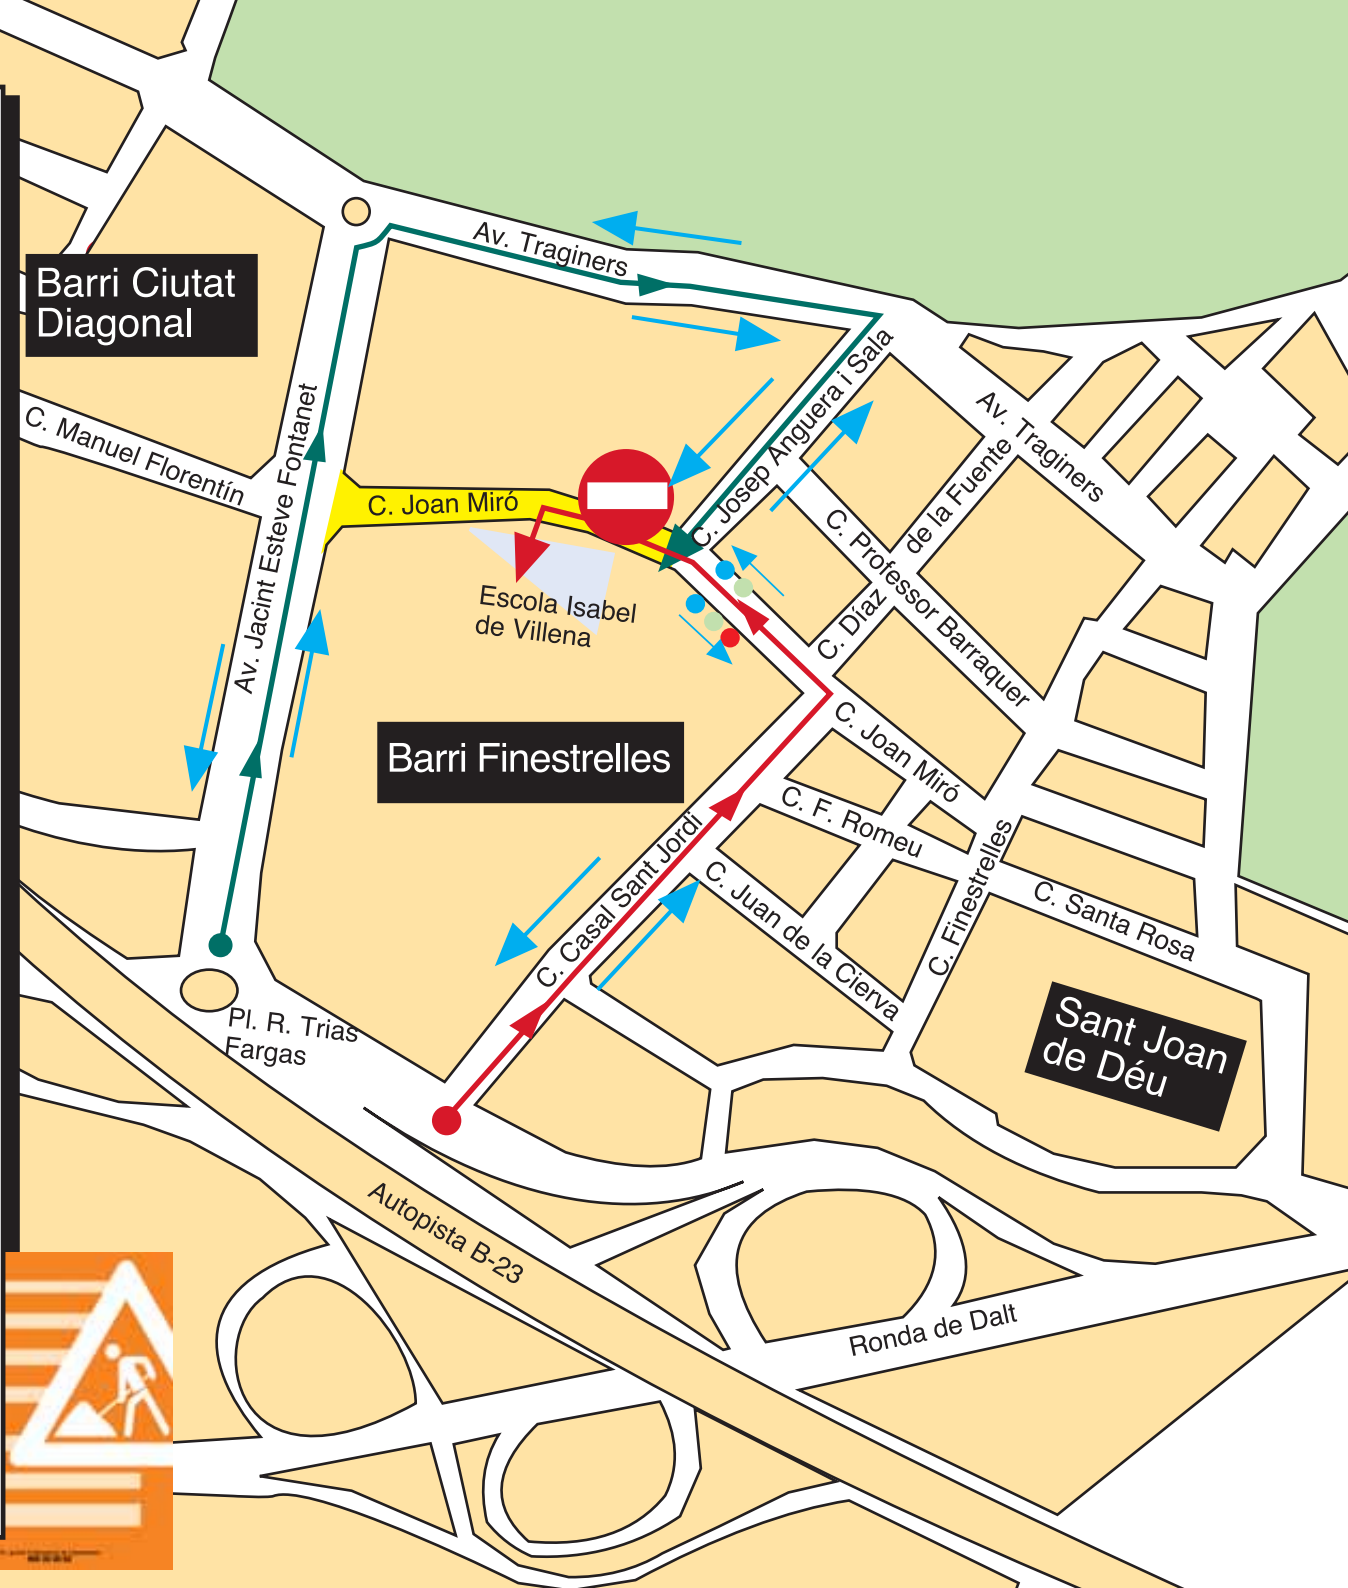 Av. Traginers
Barri Ciutat
Diagonal
C. Josep Anguera i Sala
Av. Traginers
C. Manuel Florentín
Av. Jacint Esteve Fontanet
C. Joan Miró
C. Díaz de la Fuente
C. Professor Barraquer
Escola Isabel
de Villena
Barri Finestrelles
C. Joan Miró
C. F. Romeu
C. Casal Sant Jordi
C. Juan de la Cierva
C. Finestrelles
C. Santa Rosa
Sant Joan
de Déu
Pl. R. Trias
Fargas
Autopista B-23
Ronda de Dalt